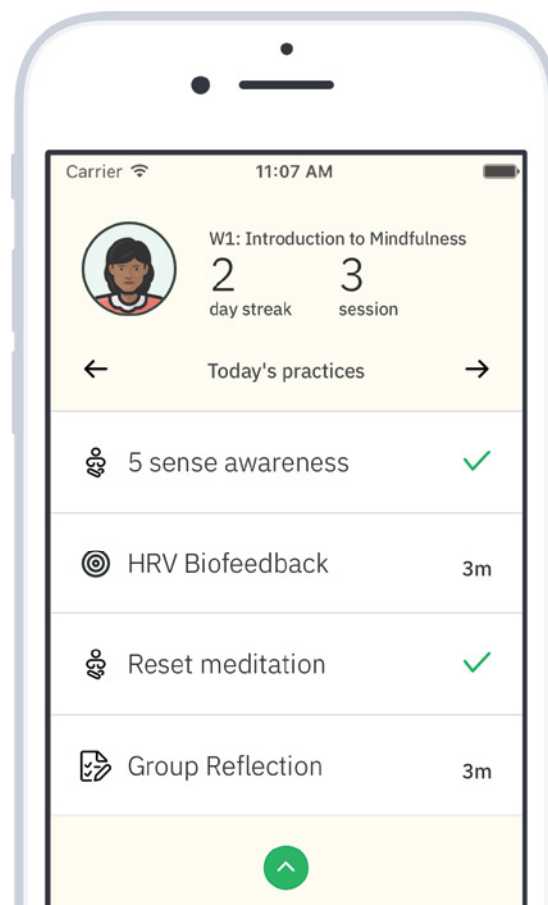 Carrier 11:07 AM
W1: Introduction to Mindfulness
2 3
day streak session
Today's practices
5 sense awareness
HRV Biofeedback 3m
Reset meditation
Group Reflection 3m